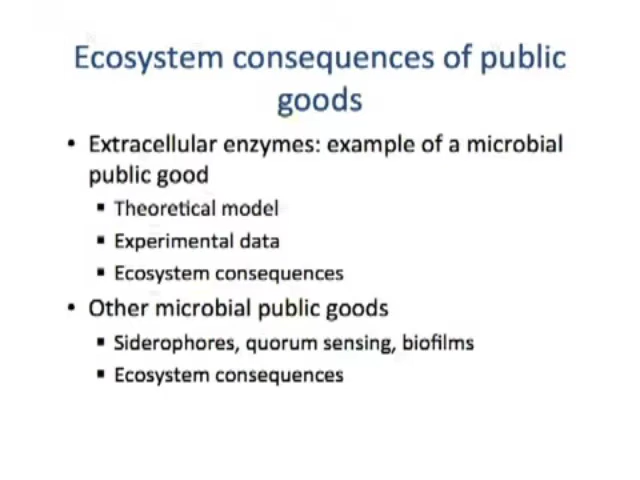 Ecosystem consequences of public
goods
• Extracellular enzymes: example of a microbial
public good
▪ Theoretical model
▪ Experimental data
▪ Ecosystem consequences
• Other microbial public goods
▪ Siderophores, quorum sensing, biofilms
▪ Ecosystem consequences